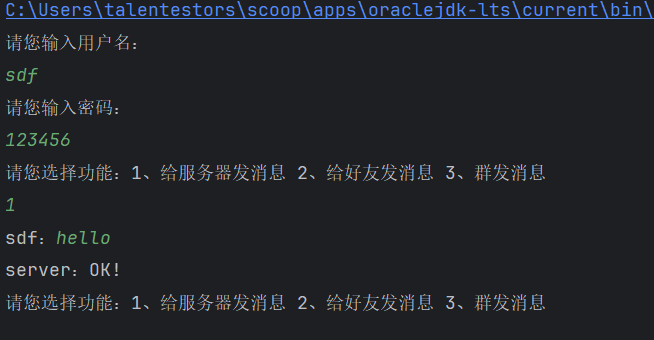 C:\Users\talentestors\scoop\apps\oraclejdk-lts\current\bin\
请您输入用户名：
sdf
请您输入密码：
123456
请您选择功能：1、给服务器发消息 2、给好友发消息 3、群发消息
1
sdf：hello
server：OK!
请您选择功能：1、给服务器发消息 2、给好友发消息 3、群发消息